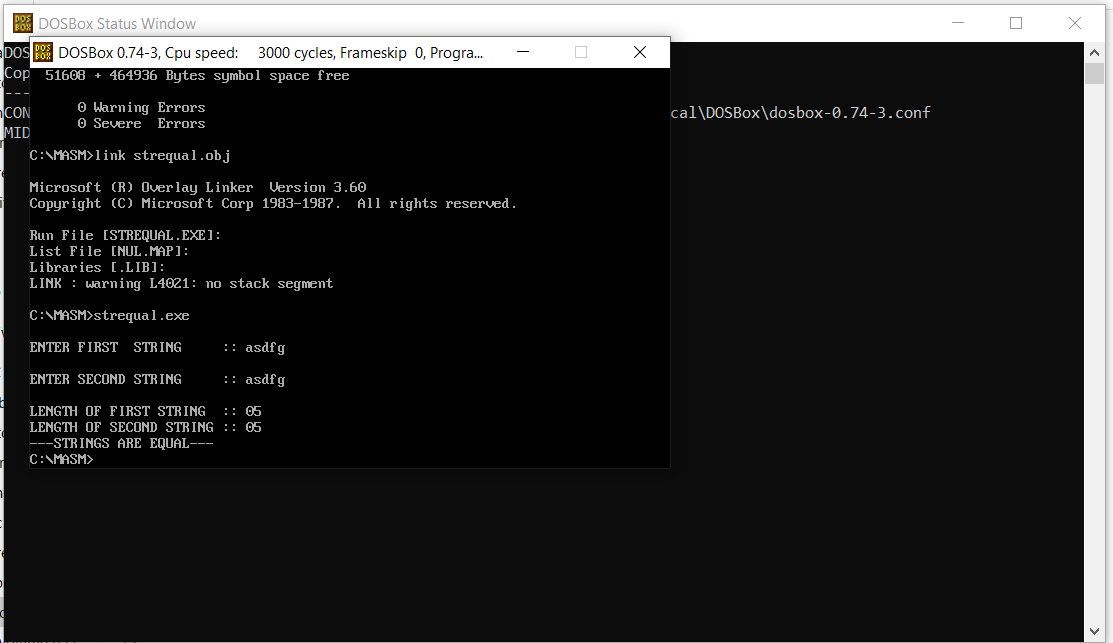 DOSBox Status Window
DOSBox 0.74-3, Cpu speed: 3000 cycles, Frameskip 0, Progra...
DOS
Cop
---
CON
cal\DOSBox\dosbox-0.74-3.conf
MID
51608 + 464936 Bytes symbol space free
0 Warning Errors
0 Severe Errors
C:\MASM>link strequal.obj
Microsoft (R) Overlay Linker Version 3.60
Copyright (C) Microsoft Corp 1983-1987. All rights reserved.
Run File [STREQUAL.EXE]:
List File [NUL.MAP]:
Libraries [.LIB]:
LINK : warning L4021: no stack segment
C:\MASM>strequal.exe
ENTER FIRST STRING :: asdfg
ENTER SECOND STRING :: asdfg
LENGTH OF FIRST STRING :: 05
LENGTH OF SECOND STRING :: 05
---STRINGS ARE EQUAL---
C:\MASM>